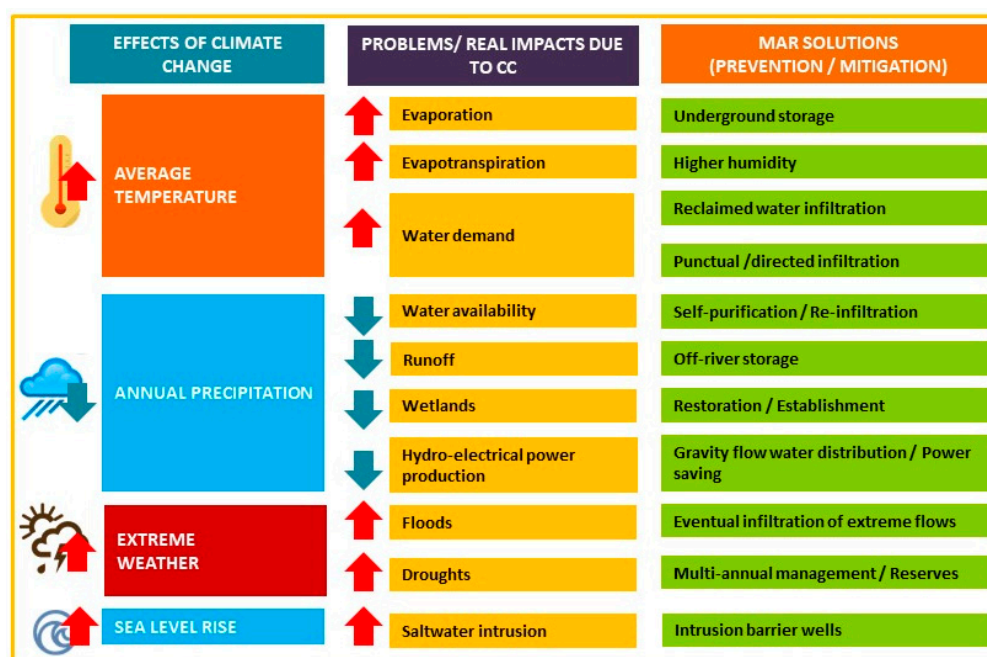 EFFECTS OF CLIMATE
CHANGE
PROBLEMS/ REAL IMPACTS DUE
TO CC
MAR SOLUTIONS
(PREVENTION / MITIGATION)
AVERAGE
TEMPERATURE
Evaporation
Underground storage
Evapotranspiration
Higher humidity
Water demand
Reclaimed water infiltration
Punctual /directed infiltration
ANNUAL PRECIPITATION
Water availability
Self-purification / Re-infiltration
Runoff
Off-river storage
Wetlands
Restoration / Establishment
Hydro-electrical power
production
Gravity flow water distribution / Power
saving
EXTREME
WEATHER
Floods
Eventual infiltration of extreme flows
Droughts
Multi-annual management / Reserves
SEA LEVEL RISE
Saltwater intrusion
Intrusion barrier wells